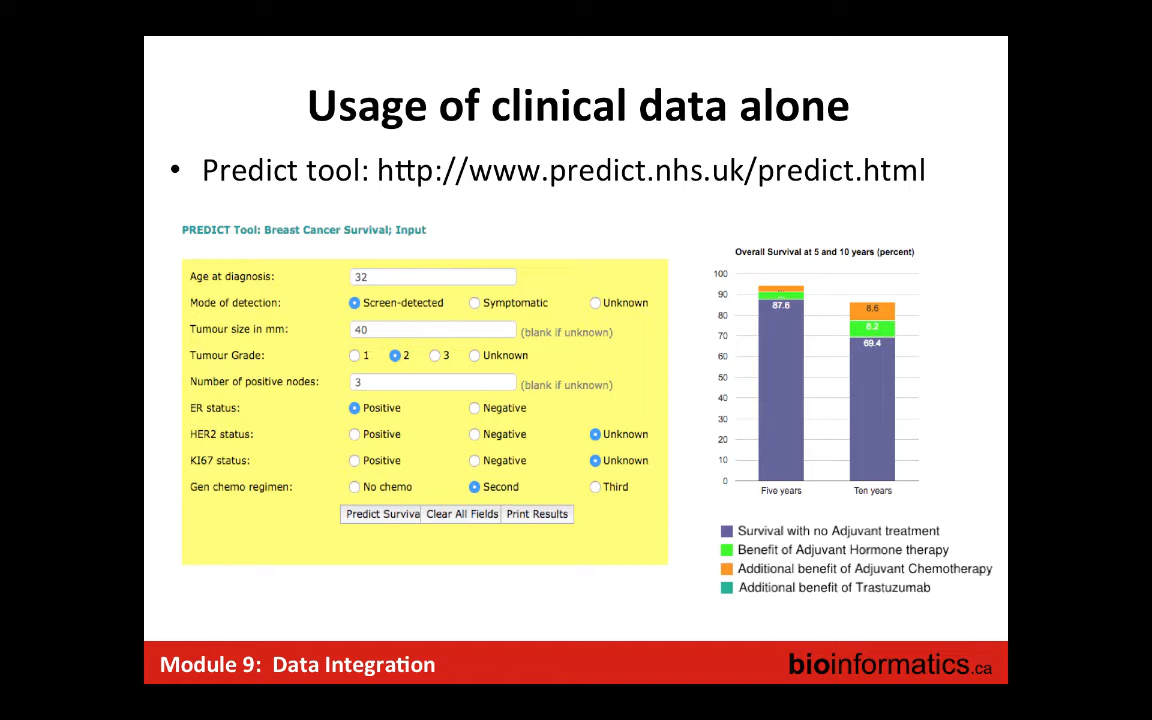 Usage of clinical data alone
• Predict tool: http://www.predict.nhs.uk/predict.html
PREDICT Tool: Breast Cancer Survival; Input
Age at diagnosis: 32
Mode of detection: Screen-detected Symptomatic Unknown
Tumour size in mm: 40 (blank if unknown)
Tumour Grade: 1 2 3 Unknown
Number of positive nodes: 3 (blank if unknown)
ER status: Positive Negative
HER2 status: Positive Negative Unknown
KI67 status: Positive Negative Unknown
Gen chemo regimen: No chemo Second Third
Predict Surviva Clear All Fields Print Results
Overall Survival at 5 and 10 years (percent)
100
90
80
70
60
50
40
30
20
10
0
87.6
8.6
8.2
69.4
Five years Ten years
Survival with no Adjuvant treatment
Benefit of Adjuvant Hormone therapy
Additional benefit of Adjuvant Chemotherapy
Additional benefit of Trastuzumab
Module 9: Data Integration
bioinformatics.ca